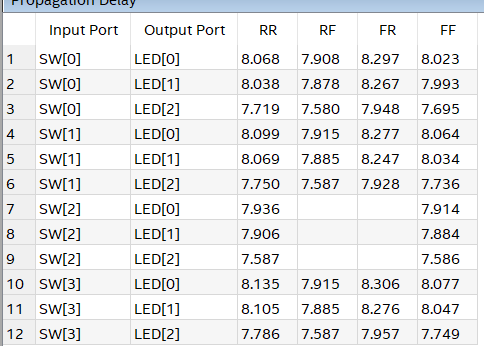 Propagation Delay
Input Port Output Port RR RF FR FF
1 SW[0] LED[0] 8.068 7.908 8.297 8.023
2 SW[0] LED[1] 8.038 7.878 8.267 7.993
3 SW[0] LED[2] 7.719 7.580 7.948 7.695
4 SW[1] LED[0] 8.099 7.915 8.277 8.064
5 SW[1] LED[1] 8.069 7.885 8.247 8.034
6 SW[1] LED[2] 7.750 7.587 7.928 7.736
7 SW[2] LED[0] 7.936 7.914
8 SW[2] LED[1] 7.906 7.884
9 SW[2] LED[2] 7.587 7.586
10 SW[3] LED[0] 8.135 7.915 8.306 8.077
11 SW[3] LED[1] 8.105 7.885 8.276 8.047
12 SW[3] LED[2] 7.786 7.587 7.957 7.749